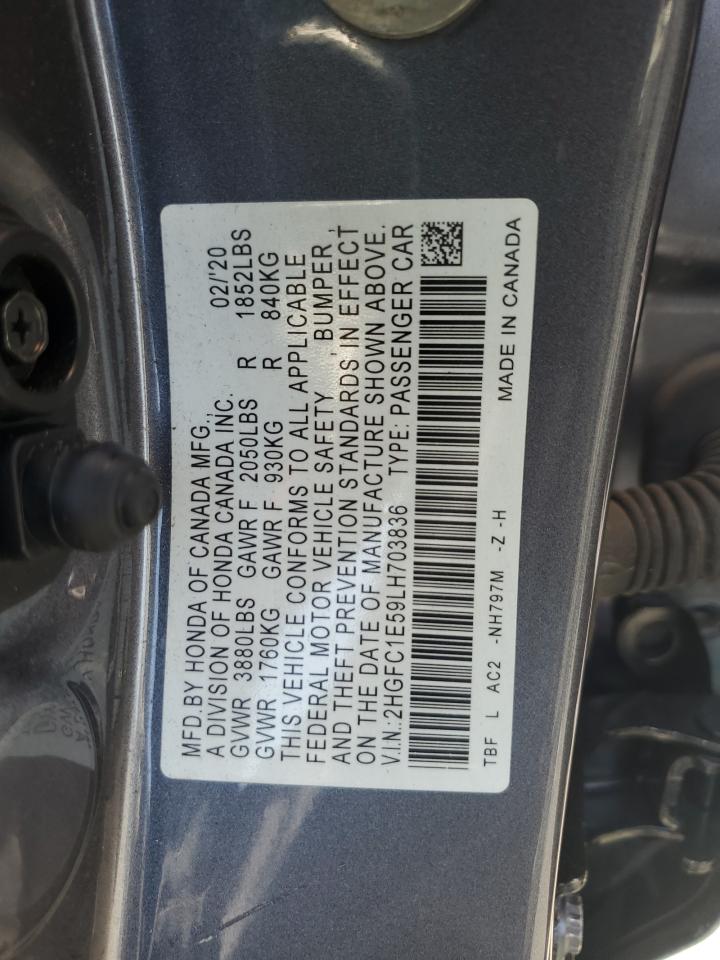 MFD.BY HONDA OF CANADA MFG., 02/'20
A DIVISION OF HONDA CANADA INC.
GVWR 3880LBS GAWR F 2050LBS R 1852LBS
GVWR 1760KG GAWR F 930KG R 840KG
THIS VEHICLE CONFORMS TO ALL APPLICABLE
FEDERAL MOTOR VEHICLE SAFETY, BUMPER,
AND THEFT PREVENTION STANDARDS IN EFFECT
ON THE DATE OF MANUFACTURE SHOWN ABOVE.
V.I.N.:2HGFC1E59LH703836 TYPE: PASSENGER CAR
TBF L AC2 -NH797M -Z -H MADE IN CANADA